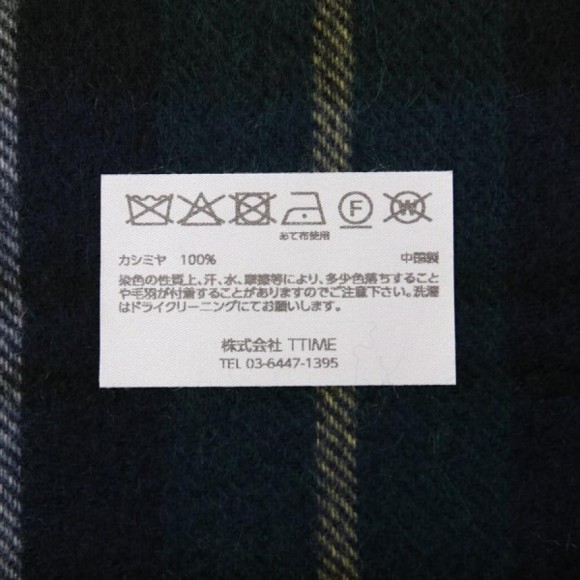 F W
あて布使用
カシミヤ 100% 中国製
染色の性質上、汗、水、摩擦等により、多少色落ちすること
や毛羽が付着することがありますのでご注意下さい。洗濯
はドライクリーニングにてお願いします。
株式会社 TTIME
TEL 03-6447-1395